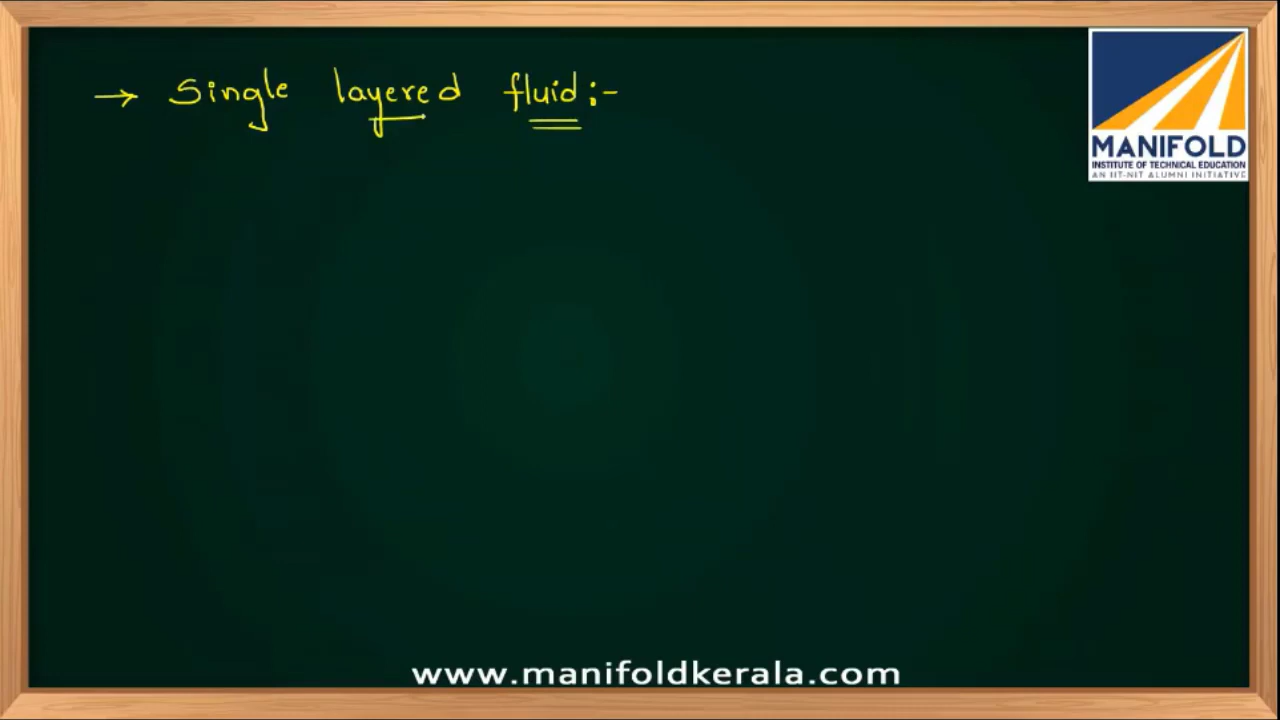 → Single layered fluid:-
MANIFOLD
INSTITUTE OF TECHNICAL EDUCATION
AN IIT-NIT ALUMNI INITIATIVE
www.manifoldkerala.com